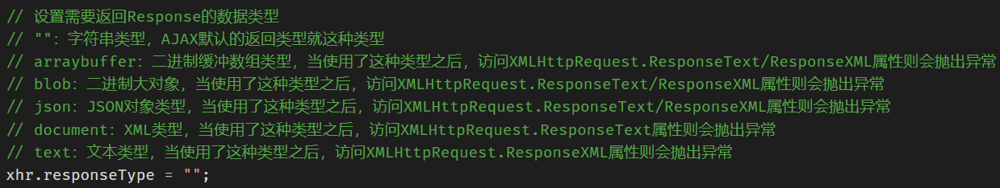 // 设置需要返回Response的数据类型
// "": 字符串类型，AJAX默认的返回类型就这种类型
// arraybuffer: 二进制缓冲数组类型，当使用了这种类型之后，访问XMLHttpRequest.ResponseText/ResponseXML属性则会抛出异常
// blob: 二进制大对象，当使用了这种类型之后，访问XMLHttpRequest.ResponseText/ResponseXML属性则会抛出异常
// json: JSON对象类型，当使用了这种类型之后，访问XMLHttpRequest.ResponseText/ResponseXML属性则会抛出异常
// document: XML类型，当使用了这种类型之后，访问XMLHttpRequest.ResponseText属性则会抛出异常
// text: 文本类型，当使用了这种类型之后，访问XMLHttpRequest.ResponseXML属性则会抛出异常
xhr.responseType = "";